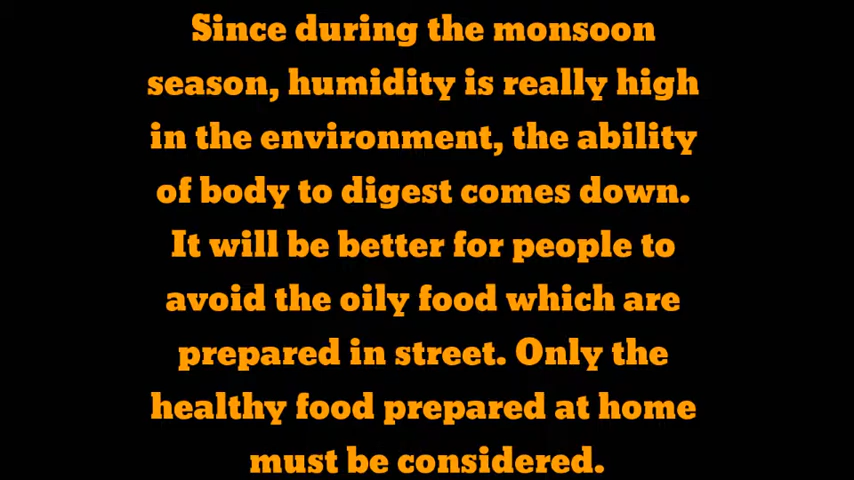 Since during the monsoon
season, humidity is really high
in the environment, the ability
of body to digest comes down.
It will be better for people to
avoid the oily food which are
prepared in street. Only the
healthy food prepared at home
must be considered.